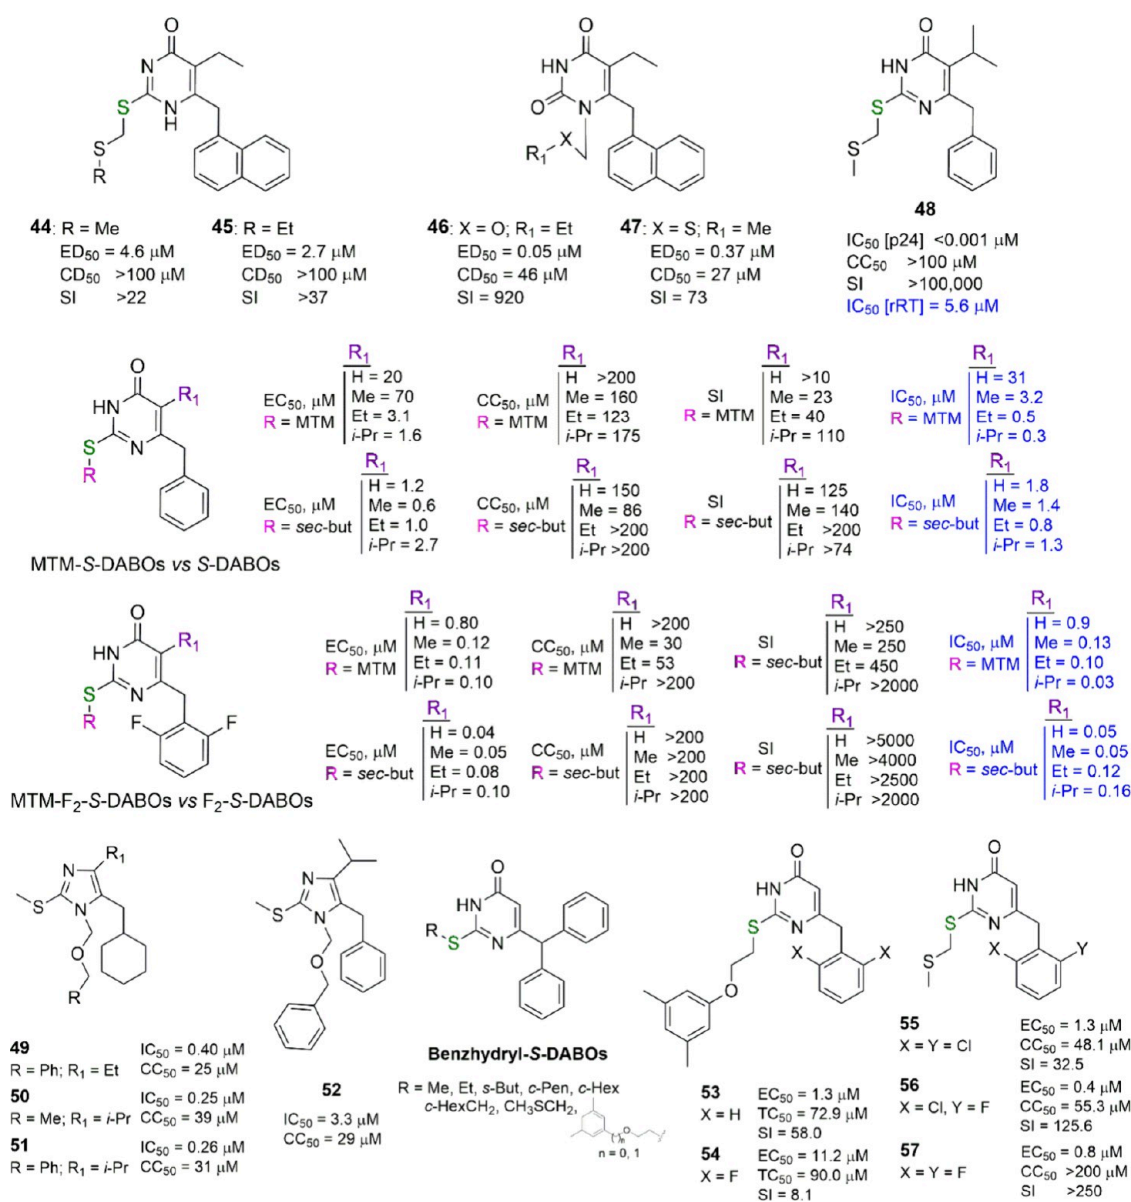 O
O
O
N
N
H
S
S
R
HN
O
N
X
R₁
HN
S
N
S
44: R = Me
ED₅₀ = 4.6 μM
CD₅₀ >100 μM
SI >22
45: R = Et
ED₅₀ = 2.7 μM
CD₅₀ >100 μM
SI >37
46: X = O; R₁ = Et
ED₅₀ = 0.05 μM
CD₅₀ = 46 μM
SI = 920
47: X = S; R₁ = Me
ED₅₀ = 0.37 μM
CD₅₀ = 27 μM
SI = 73
48
IC₅₀ [p24] <0.001 μM
CC₅₀ >100 μM
SI >100,000
IC₅₀ [rRT] = 5.6 μM
O
R₁
HN
N
S
R
MTM-S-DABOs vs S-DABOs
R₁
EC₅₀, μM
R = MTM
H = 20
Me = 70
Et = 3.1
i-Pr = 1.6
R₁
CC₅₀, μM
R = MTM
H >200
Me = 160
Et = 123
i-Pr = 175
R₁
SI
R = MTM
H >10
Me = 23
Et = 40
i-Pr = 110
R₁
IC₅₀, μM
R = MTM
H = 31
Me = 3.2
Et = 0.5
i-Pr = 0.3
R₁
EC₅₀, μM
R = sec-but
H = 1.2
Me = 0.6
Et = 1.0
i-Pr = 2.7
R₁
CC₅₀, μM
R = sec-but
H = 150
Me = 86
Et >200
i-Pr >200
R₁
SI
R = sec-but
H = 125
Me = 140
Et >200
i-Pr >74
R₁
IC₅₀, μM
R = sec-but
H = 1.8
Me = 1.4
Et = 0.8
i-Pr = 1.3
O
R₁
HN
N
S
R
F
F
MTM-F₂-S-DABOs vs F₂-S-DABOs
R₁
EC₅₀, μM
R = MTM
H = 0.80
Me = 0.12
Et = 0.11
i-Pr = 0.10
R₁
CC₅₀, μM
R = MTM
H >200
Me = 30
Et = 53
i-Pr >200
R₁
SI
R = sec-but
H >250
Me = 250
Et = 450
i-Pr >2000
R₁
IC₅₀, μM
R = MTM
H = 0.9
Me = 0.13
Et = 0.10
i-Pr = 0.03
R₁
EC₅₀, μM
R = sec-but
H = 0.04
Me = 0.05
Et = 0.08
i-Pr = 0.10
R₁
CC₅₀, μM
R = sec-but
H >200
Me >200
Et >200
i-Pr >200
R₁
SI
R = sec-but
H >5000
Me >4000
Et >2500
i-Pr >2000
R₁
IC₅₀, μM
R = sec-but
H = 0.05
Me = 0.05
Et = 0.12
i-Pr = 0.16
R₁
N
S
N
O
R
49
R = Ph; R₁ = Et
IC₅₀ = 0.40 μM
CC₅₀ = 25 μM
50
R = Me; R₁ = i-Pr
IC₅₀ = 0.25 μM
CC₅₀ = 39 μM
51
R = Ph; R₁ = i-Pr
IC₅₀ = 0.26 μM
CC₅₀ = 31 μM
N
S
N
O
52
IC₅₀ = 3.3 μM
CC₅₀ = 29 μM
O
HN
R
S
N
Benzhydryl-S-DABOs
R = Me, Et, s-But, c-Pen, c-Hex
c-HexCH₂, CH₃SCH₂,
( )n
O
n = 0, 1
O
HN
S
N
X
X
O
53
X = H
EC₅₀ = 1.3 μM
TC₅₀ = 72.9 μM
SI = 58.0
54
X = F
EC₅₀ = 11.2 μM
TC₅₀ = 90.0 μM
SI = 8.1
O
HN
S
N
S
X
Y
55
X = Y = Cl
EC₅₀ = 1.3 μM
CC₅₀ = 48.1 μM
SI = 32.5
56
X = Cl, Y = F
EC₅₀ = 0.4 μM
CC₅₀ = 55.3 μM
SI = 125.6
57
X = Y = F
EC₅₀ = 0.8 μM
CC₅₀ >200 μM
SI >250